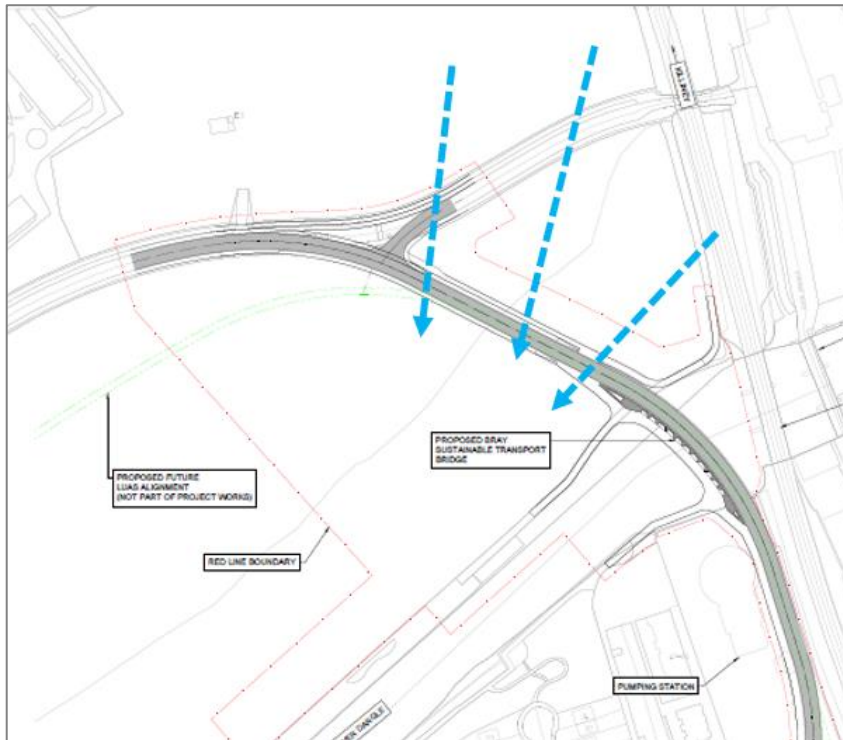 KILLINEY
PROPOSED BRAY
SUSTAINABLE TRANSPORT
BRIDGE
PROPOSED FUTURE
LUAS ALIGNMENT
(NOT PART OF PROJECT WORKS)
RED LINE BOUNDARY
PUMPING STATION